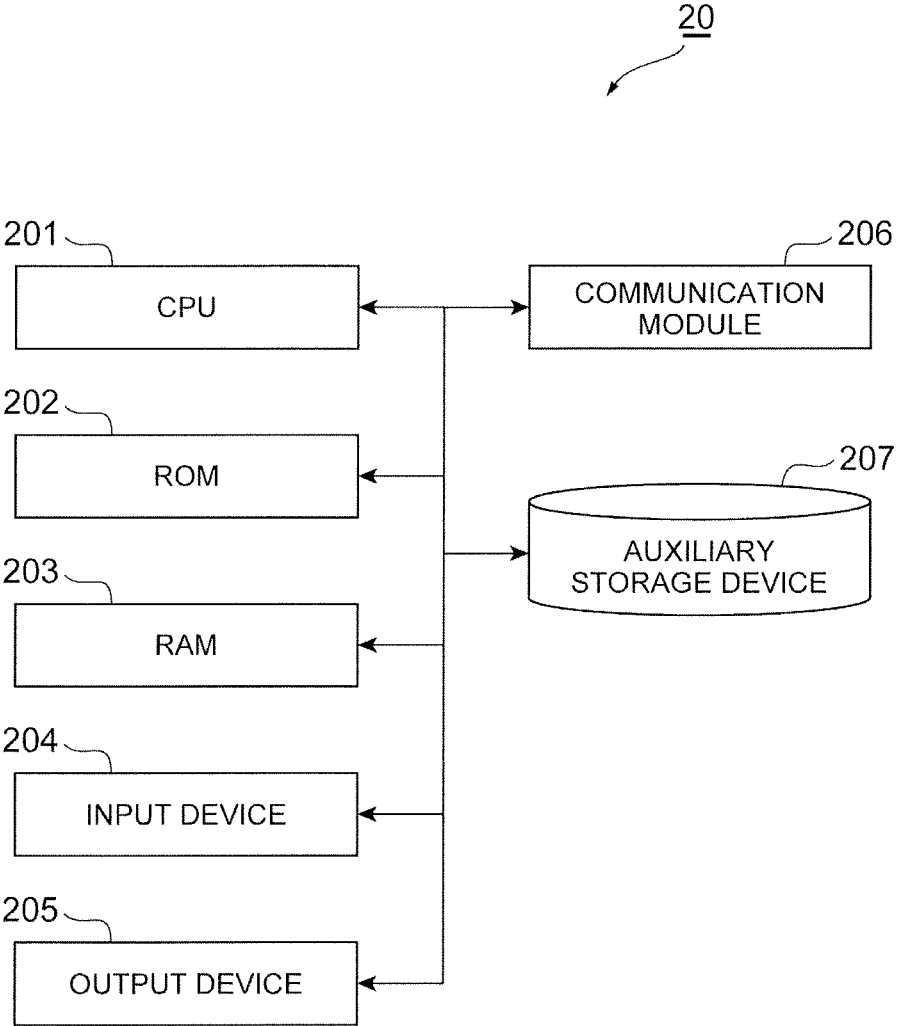 20
201
CPU
206
COMMUNICATION
MODULE
202
ROM
207
AUXILIARY
STORAGE DEVICE
203
RAM
204
INPUT DEVICE
205
OUTPUT DEVICE